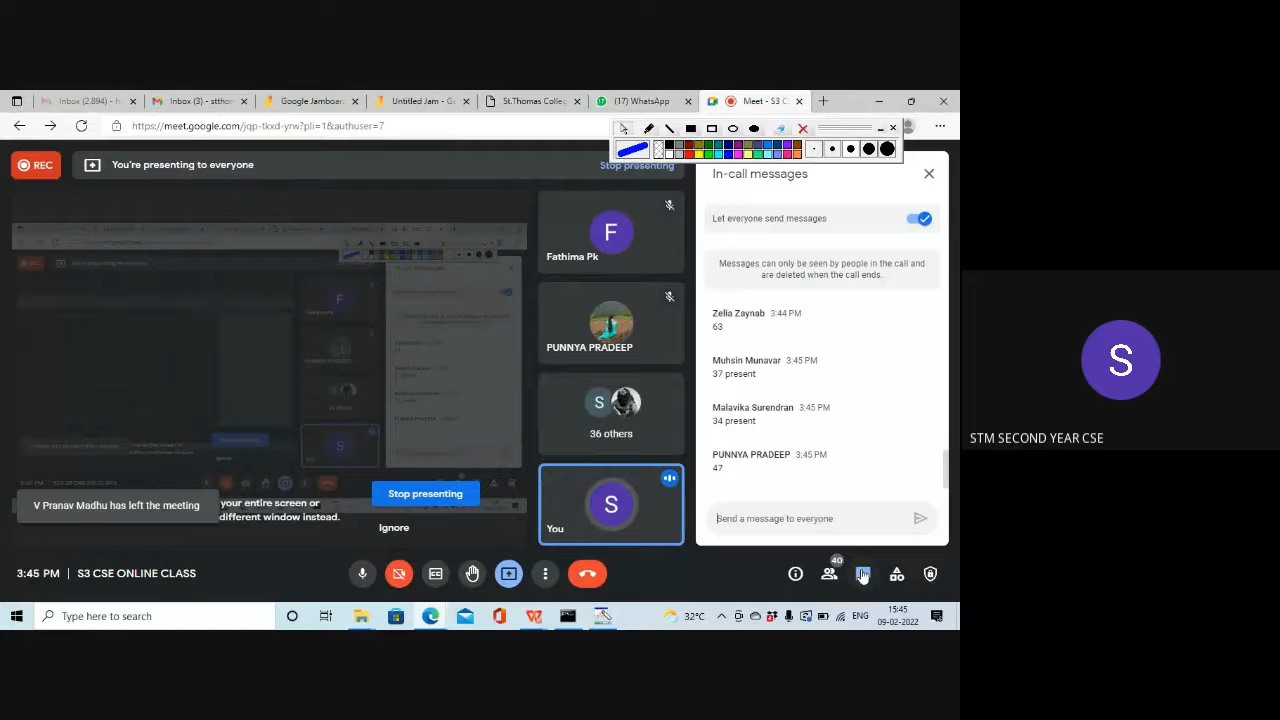 Inbox (2,894) - h
Inbox (3) - stthor
Google Jamboard
Untitled Jam - Go
St.Thomas Colleg
(17) WhatsApp
Meet - S3 C
https://meet.google.com/jqp-tkxd-yrw?pli=1&authuser=7
REC
You're presenting to everyone
Stop presenting
In-call messages
Let everyone send messages
Messages can only be seen by people in the call and
are deleted when the call ends.
F
Fathima Pk
PUNNYA PRADEEP
S
36 others
S
You
Zelia Zaynab 3:44 PM
63
Muhsin Munavar 3:45 PM
37 present
Malavika Surendran 3:45 PM
34 present
PUNNYA PRADEEP 3:45 PM
47
Send a message to everyone
V Pranav Madhu has left the meeting
your entire screen or
different window instead.
Stop presenting
Ignore
3:45 PM | S3 CSE ONLINE CLASS
40
Type here to search
32°C
ENG
15:45
09-02-2022
S
STM SECOND YEAR CSE